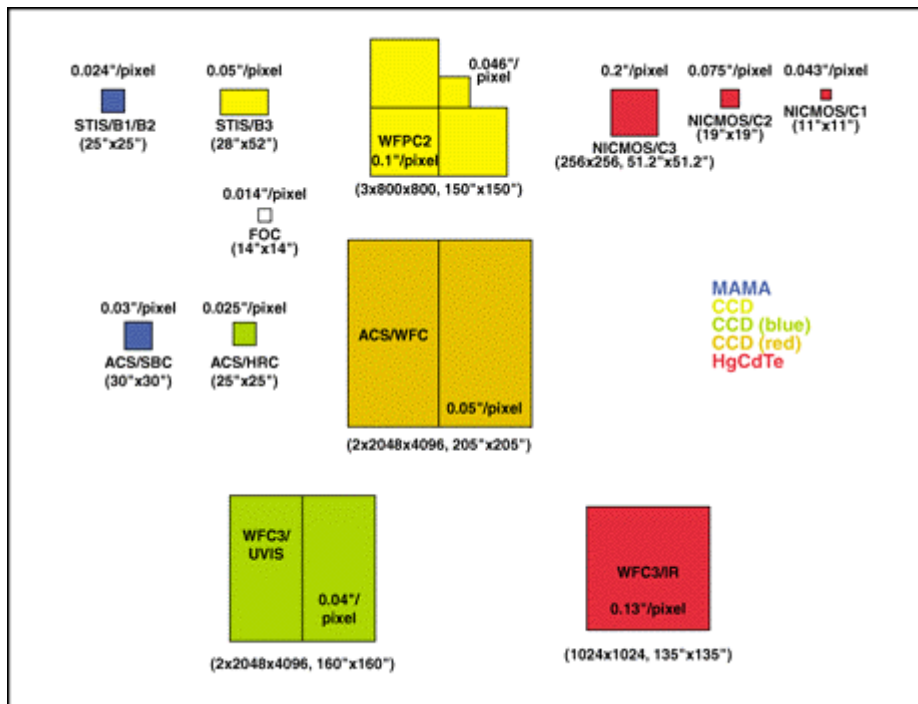 0.024"/pixel
STIS/B1/B2
(25"x25")
0.05"/pixel
STIS/B3
(28"x52")
0.046"/
pixel
WFPC2
0.1"/pixel
(3x800x800, 150"x150")
0.2"/pixel
NICMOS/C3
(256x256, 51.2"x51.2")
0.075"/pixel
NICMOS/C2
(19"x19")
0.043"/pixel
NICMOS/C1
(11"x11")
0.014"/pixel
FOC
(14"x14")
0.03"/pixel
ACS/SBC
(30"x30")
0.025"/pixel
ACS/HRC
(25"x25")
ACS/WFC
0.05"/pixel
(2x2048x4096, 205"x205")
MAMA
CCD
CCD (blue)
CCD (red)
HgCdTe
WFC3/
UVIS
0.04"/
pixel
(2x2048x4096, 160"x160")
WFC3/IR
0.13"/pixel
(1024x1024, 135"x135")